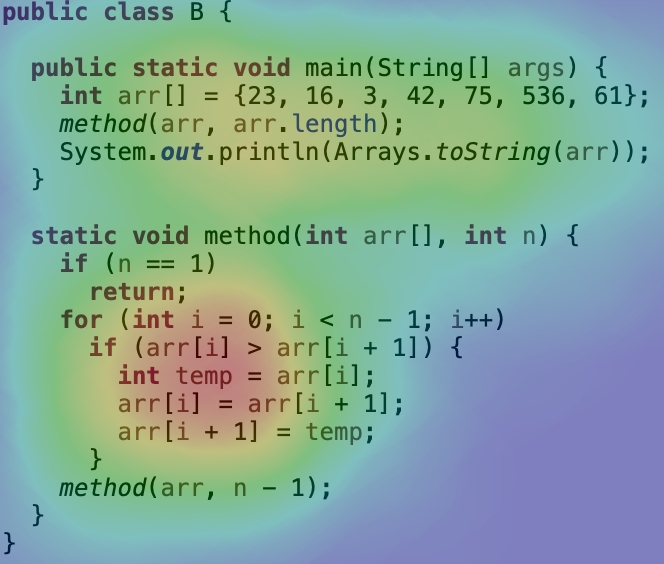 public class B {
public static void main(String[] args) {
int arr[] = {23, 16, 3, 42, 75, 536, 61};
method(arr, arr.length);
System.out.println(Arrays.toString(arr));
}
static void method(int arr[], int n) {
if (n == 1)
return;
for (int i = 0; i < n - 1; i++)
if (arr[i] > arr[i + 1]) {
int temp = arr[i];
arr[i] = arr[i + 1];
arr[i + 1] = temp;
}
method(arr, n - 1);
}
}